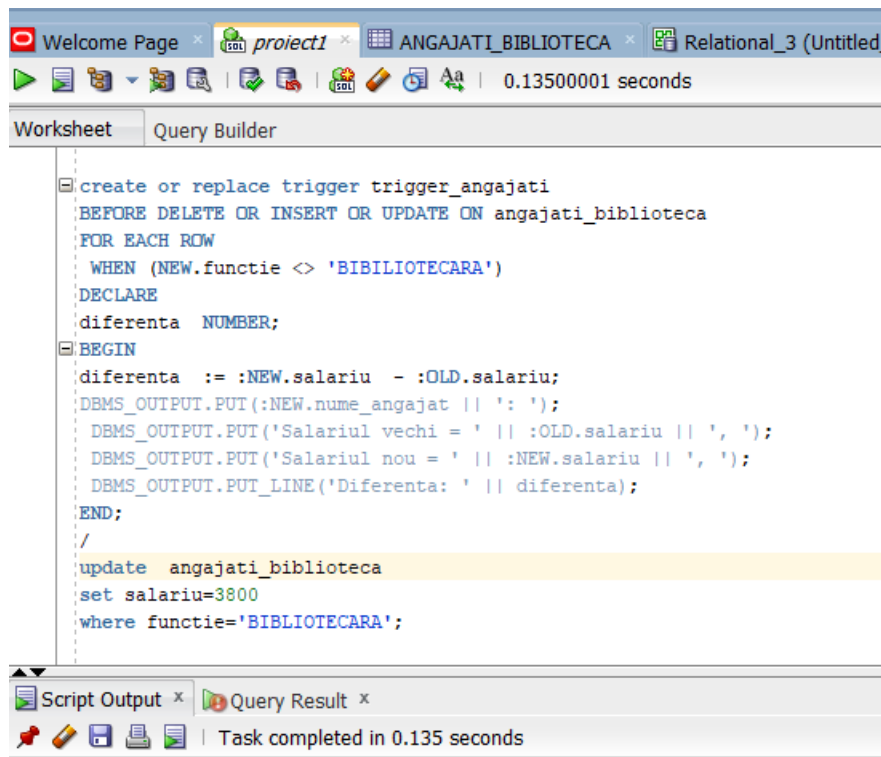 Welcome Page × proiect1 × ANGAJATI_BIBLIOTECA × Relational_3 (Untitled_
SQL Aa 0.13500001 seconds
Worksheet Query Builder
create or replace trigger trigger_angajati
BEFORE DELETE OR INSERT OR UPDATE ON angajati_biblioteca
FOR EACH ROW
WHEN (NEW.functie <> 'BIBILIOTECARA')
DECLARE
diferenta NUMBER;
BEGIN
diferenta := :NEW.salariu - :OLD.salariu;
DBMS_OUTPUT.PUT(:NEW.nume_angajat || ': ');
DBMS_OUTPUT.PUT('Salariul vechi = ' || :OLD.salariu || ', ');
DBMS_OUTPUT.PUT('Salariul nou = ' || :NEW.salariu || ', ');
DBMS_OUTPUT.PUT_LINE('Diferenta: ' || diferenta);
END;
/
update angajati_biblioteca
set salariu=3800
where functie='BIBLIOTECARA';
Script Output × Query Result ×
Task completed in 0.135 seconds